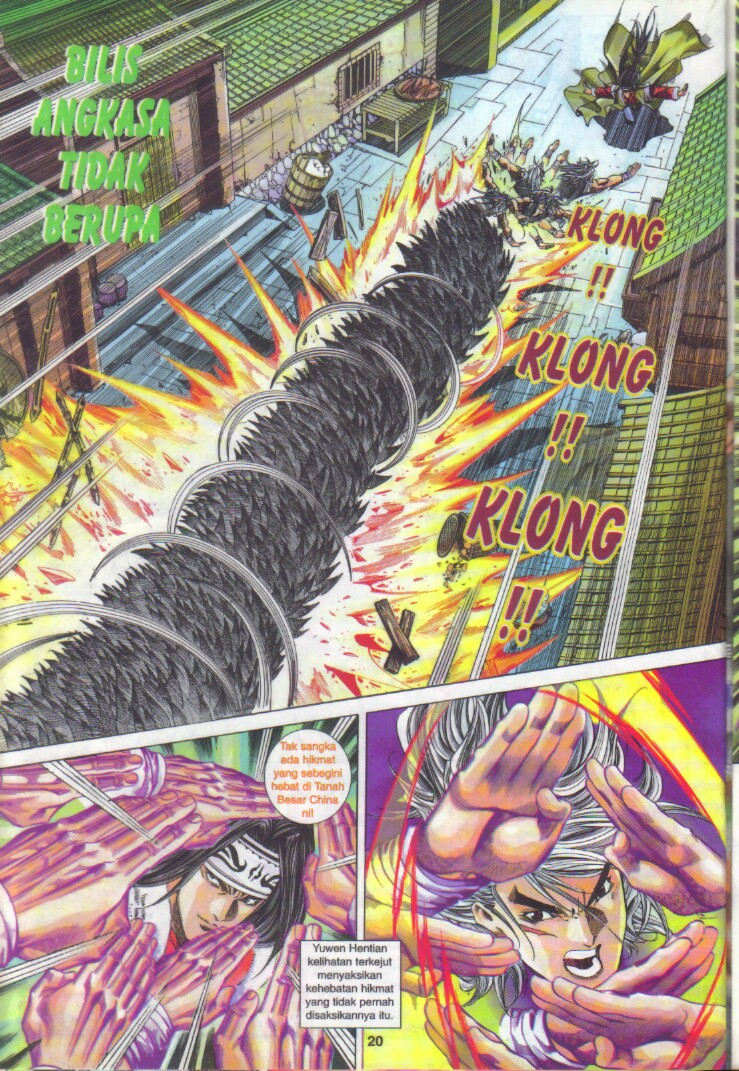 BILIS
ANGKASA
TIDAK
BERUPA
KLONG
!!
KLONG
!!
KLONG
!!
Tak sangka
ada hikmat
yang sebegini
hebat di Tanah
Besar China
ni!
Yuwen Hentian
kelihatan terkejut
menyaksikan
kehebatan hikmat
yang tidak pernah
disaksikannya itu.
20